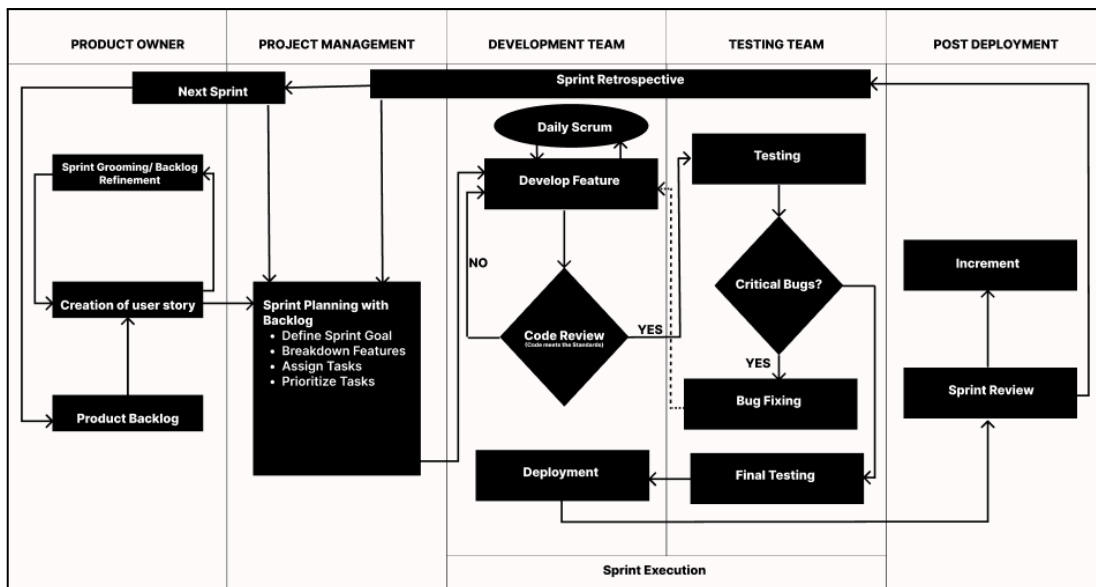 PRODUCT OWNER
PROJECT MANAGEMENT
DEVELOPMENT TEAM
TESTING TEAM
POST DEPLOYMENT
Next Sprint
Sprint Retrospective
Sprint Grooming/ Backlog
Refinement
Creation of user story
Product Backlog
Sprint Planning with
Backlog
• Define Sprint Goal
• Breakdown Features
• Assign Tasks
• Prioritize Tasks
Daily Scrum
Develop Feature
NO
Code Review
(Code meets the Standards)
YES
Deployment
Testing
Critical Bugs?
YES
Bug Fixing
Final Testing
Increment
Sprint Review
Sprint Execution